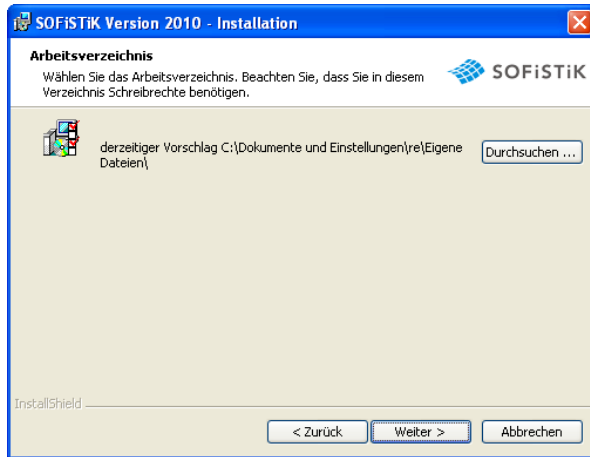 SOFiSTiK Version 2010 - Installation
Arbeitsverzeichnis
Wählen Sie das Arbeitsverzeichnis. Beachten Sie, dass Sie in diesem
Verzeichnis Schreibrechte benötigen.
SOFiSTiK
derzeitiger Vorschlag C:\Dokumente und Einstellungen\re\Eigene
Dateien\
Durchsuchen ...
InstallShield
< Zurück
Weiter >
Abbrechen